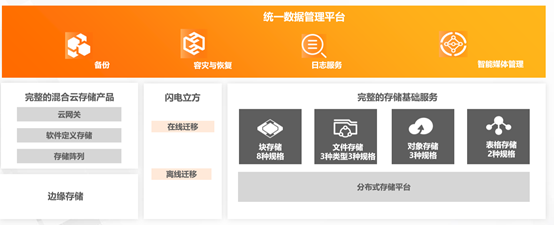 统一数据管理平台
备份
容灾与恢复
日志服务
智能媒体管理
完整的混合云存储产品
云网关
软件定义存储
存储阵列
边缘存储
闪电立方
在线迁移
离线迁移
完整的存储基础服务
块存储
8种规格
文件存储
3种类型3种规格
对象存储
3种规格
表格存储
2种规格
分布式存储平台